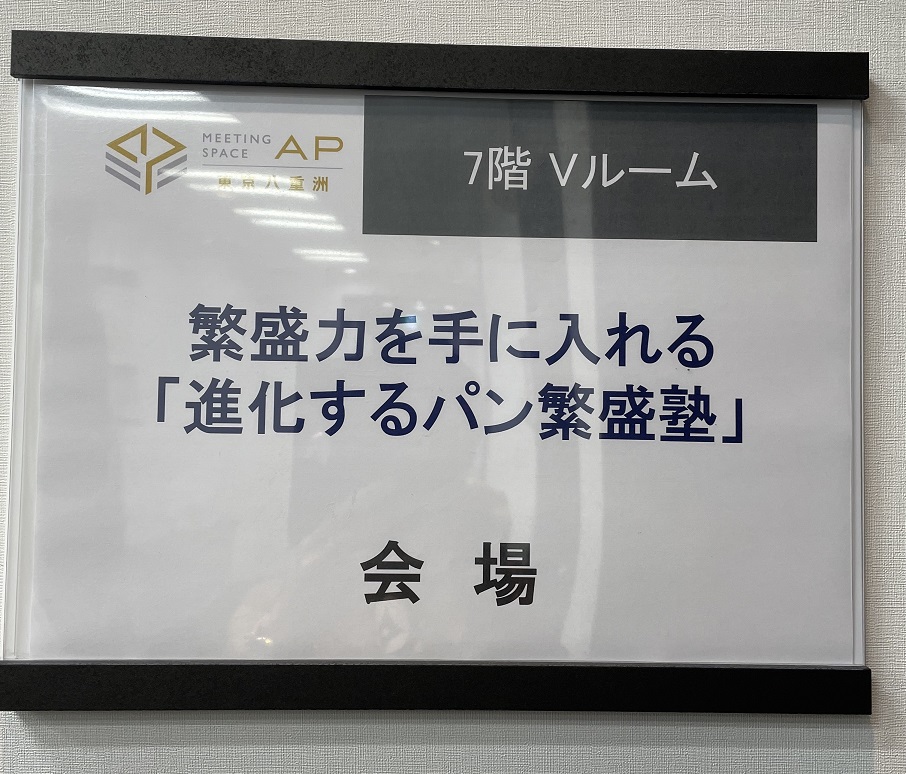 MEETING
SPACE AP
東京八重洲
7階 Vルーム
繁盛力を手に入れる
「進化するパン繁盛塾」
会 場